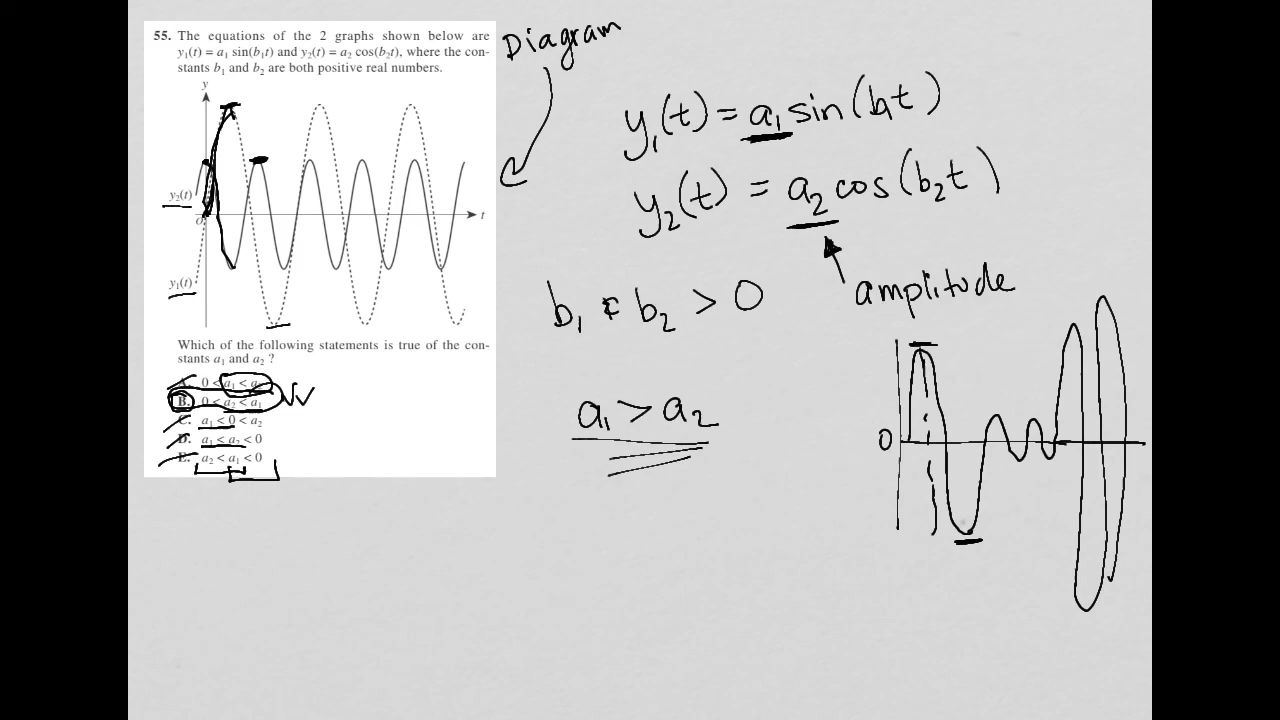 55. The equations of the 2 graphs shown below are
y₁(t) = a₁ sin(b₁t) and y₂(t) = a₂ cos(b₂t), where the con-
stants b₁ and b₂ are both positive real numbers.
y
y₂(t)
O
t
y₁(t)
Which of the following statements is true of the con-
stants a₁ and a₂ ?
A. 0 < a₁ < a₂
B. 0 < a₂ < a₁
C. a₁ < 0 < a₂
D. a₁ < a₂ < 0
E. a₂ < a₁ < 0
Diagram
y₁(t) = a₁ sin(b₁t)
y₂(t) = a₂ cos(b₂t)
amplitude
b₁ & b₂ > 0
a₁ > a₂
0